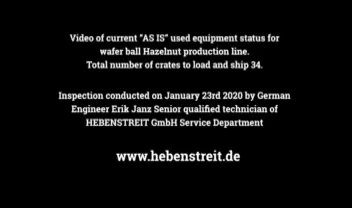 Video of current "AS IS" used equipment status for
wafer ball Hazelnut production line.
Total number of crates to load and ship 34.
Inspection conducted on January 23rd 2020 by German
Engineer Erik Janz Senior qualified technician of
HEBENSTREIT GmbH Service Department
www.hebenstreit.de